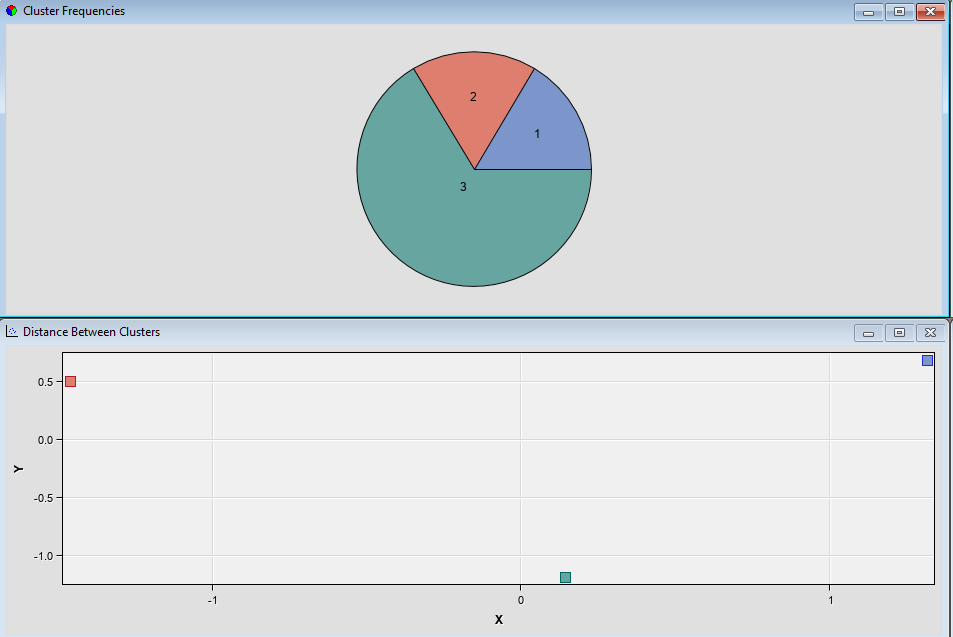 Cluster Frequencies
2
1
3
Distance Between Clusters
0.5
0.0
Y
-0.5
-1.0
-1 0 1
X